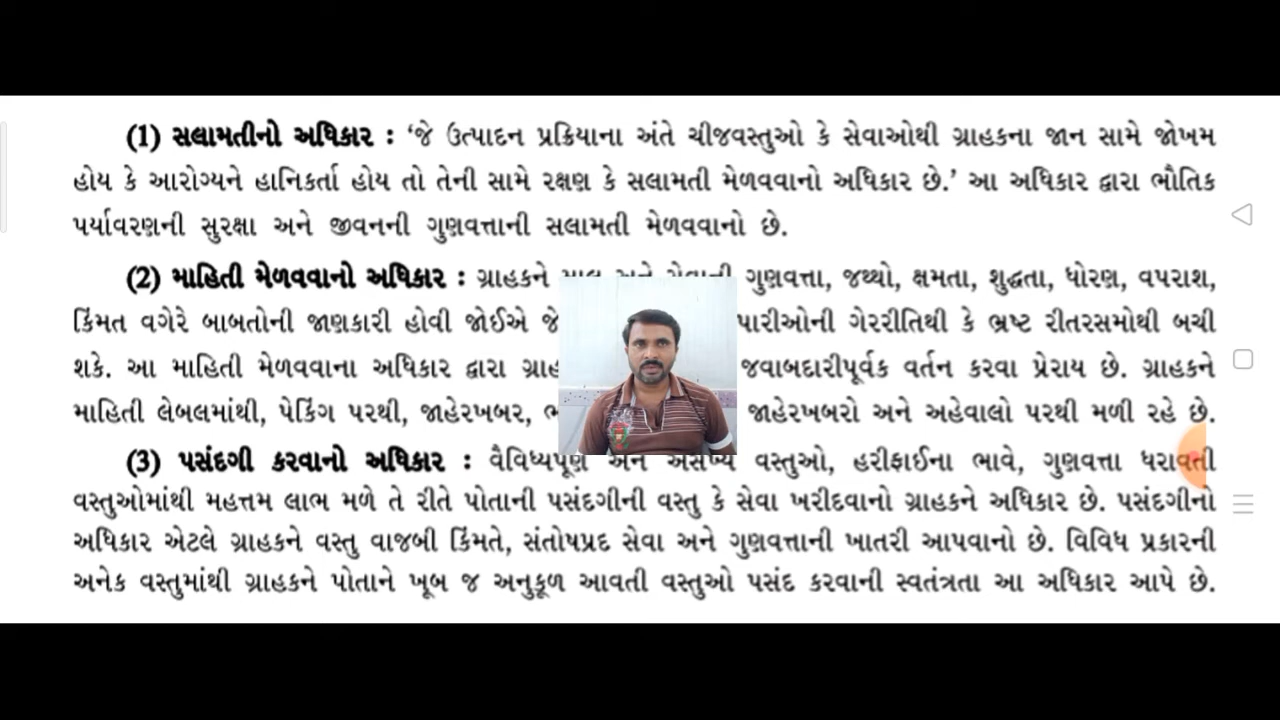 (1) સલામતીનો અધિકાર : ‘જે ઉત્પાદન પ્રક્રિયાના અંતે ચીજવસ્તુઓ કે સેવાઓથી ગ્રાહકના જાન સામે જોખમ
હોય કે આરોગ્યને હાનિકર્તા હોય તો તેની સામે રક્ષણ કે સલામતી મેળવવાનો અધિકાર છે.’ આ અધિકાર દ્વારા ભૌતિક
પર્યાવરણની સુરક્ષા અને જીવનની ગુણવત્તાની સલામતી મેળવવાનો છે.
(2) માહિતી મેળવવાનો અધિકાર : ગ્રાહકને ગુણવત્તા, જથ્થો, ક્ષમતા, શુદ્ધતા, ધોરણ, વપરાશ,
કિંમત વગેરે બાબતોની જાણકારી હોવી જોઈએ ગેરરીતિથી કે ભ્રષ્ટ રીતરસમોથી બચી
શકે. આ માહિતી મેળવવાના અધિકાર દ્વારા જવાબદારીપૂર્વક વર્તન કરવા પ્રેરાય છે. ગ્રાહકને
માહિતી લેબલમાંથી, પેકિંગ પરથી, જાહેરખબર, જાહેરખબરો અને અહેવાલો પરથી મળી રહે છે.
(3) પસંદગી કરવાનો અધિકાર : વૈવિધ્યપૂર્ણ અને અસંખ્ય વસ્તુઓ, હરીફાઈના ભાવે, ગુણવત્તા ધરાવતી
વસ્તુઓમાંથી મહત્તમ લાભ મળે તે રીતે પોતાની પસંદગીની વસ્તુ કે સેવા ખરીદવાનો ગ્રાહકને અધિકાર છે. પસંદગીનો
અધિકાર એટલે ગ્રાહકને વસ્તુ વાજબી કિંમતે, સંતોષપ્રદ સેવા અને ગુણવત્તાની ખાતરી આપવાનો છે. વિવિધ પ્રકારની
અનેક વસ્તુમાંથી ગ્રાહકને પોતાને ખૂબ જ અનુકૂળ આવતી વસ્તુઓ પસંદ કરવાની સ્વતંત્રતા આ અધિકાર આપે છે.